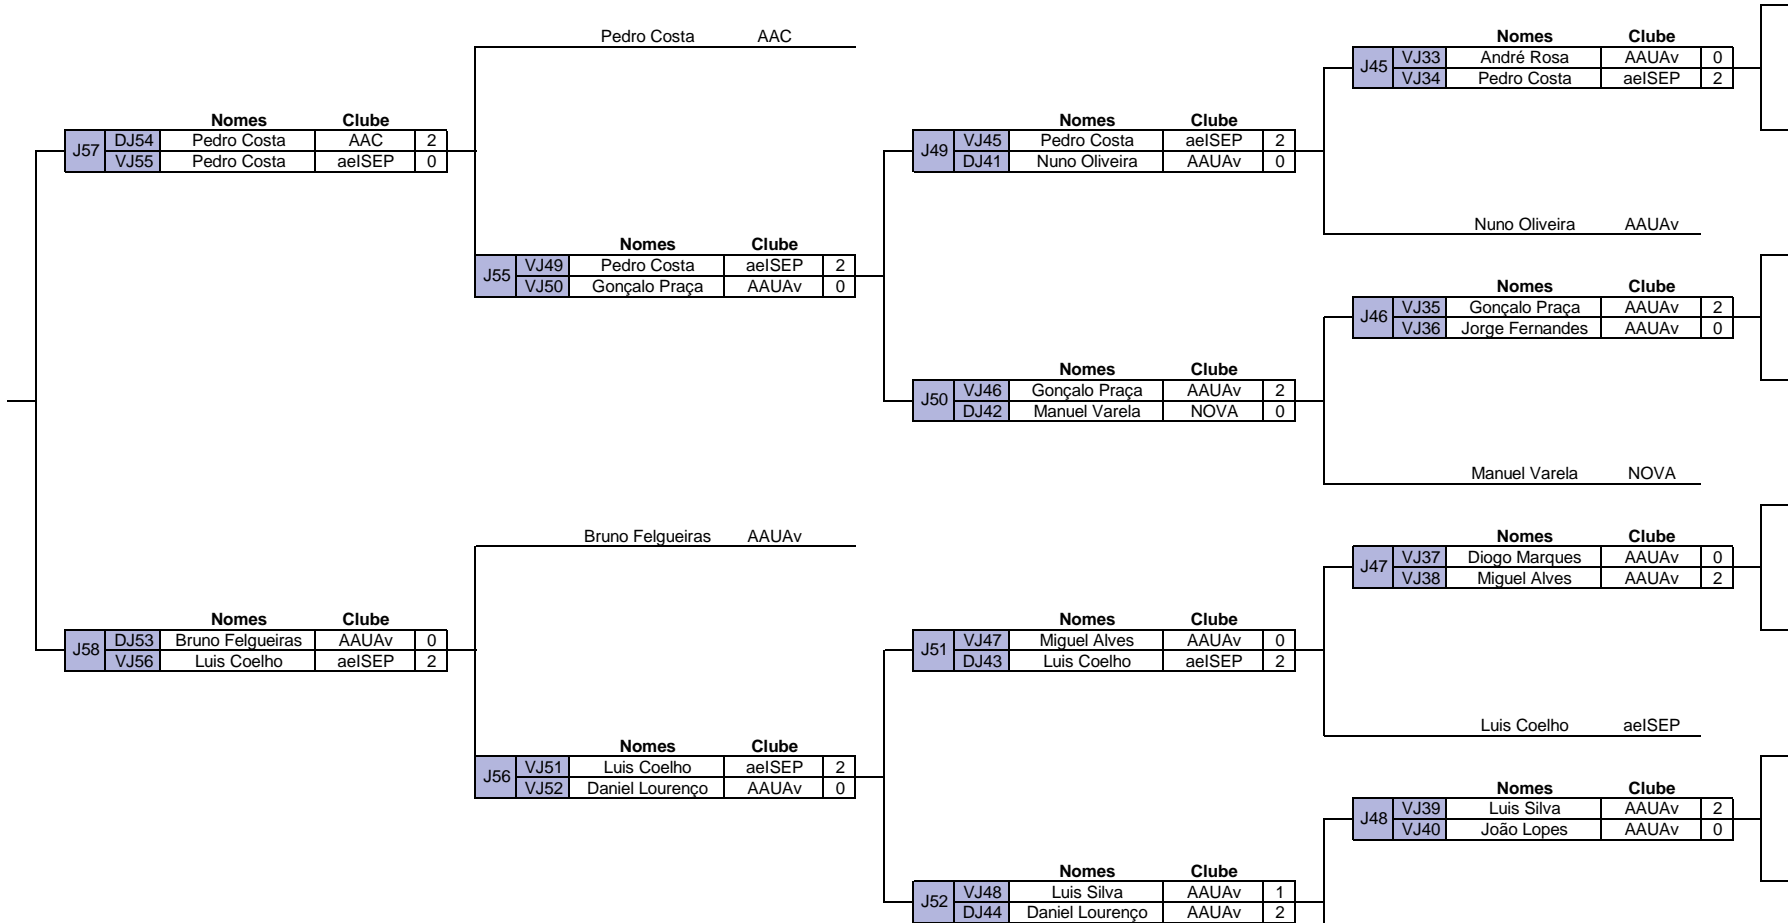 Pedro Costa AAC
Nomes Clube
J45 VJ33 André Rosa AAUAv 0
VJ34 Pedro Costa aeISEP 2
Nomes Clube
J57 DJ54 Pedro Costa AAC 2
VJ55 Pedro Costa aeISEP 0
Nomes Clube
J49 VJ45 Pedro Costa aeISEP 2
DJ41 Nuno Oliveira AAUAv 0
Nuno Oliveira AAUAv
Nomes Clube
J55 VJ49 Pedro Costa aeISEP 2
VJ50 Gonçalo Praça AAUAv 0
Nomes Clube
J46 VJ35 Gonçalo Praça AAUAv 2
VJ36 Jorge Fernandes AAUAv 0
Nomes Clube
J50 VJ46 Gonçalo Praça AAUAv 2
DJ42 Manuel Varela NOVA 0
Manuel Varela NOVA
Bruno Felgueiras AAUAv
Nomes Clube
J47 VJ37 Diogo Marques AAUAv 0
VJ38 Miguel Alves AAUAv 2
Nomes Clube
J58 DJ53 Bruno Felgueiras AAUAv 0
VJ56 Luis Coelho aeISEP 2
Nomes Clube
J51 VJ47 Miguel Alves AAUAv 0
DJ43 Luis Coelho aeISEP 2
Luis Coelho aeISEP
Nomes Clube
J56 VJ51 Luis Coelho aeISEP 2
VJ52 Daniel Lourenço AAUAv 0
Nomes Clube
J48 VJ39 Luis Silva AAUAv 2
VJ40 João Lopes AAUAv 0
Nomes Clube
J52 VJ48 Luis Silva AAUAv 1
DJ44 Daniel Lourenço AAUAv 2